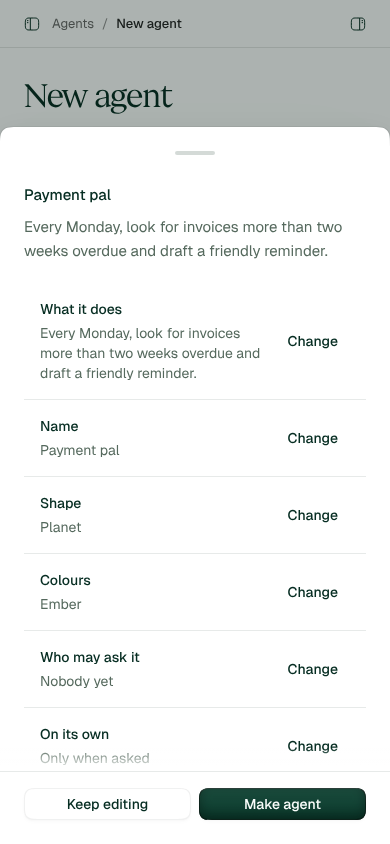 Agents / New agent
New agent
Payment pal
Every Monday, look for invoices more than two
weeks overdue and draft a friendly reminder.
What it does
Every Monday, look for invoices
more than two weeks overdue and
draft a friendly reminder.
Change
Name
Payment pal
Change
Shape
Planet
Change
Colours
Ember
Change
Who may ask it
Nobody yet
Change
On its own
Only when asked
Change
Keep editing
Make agent